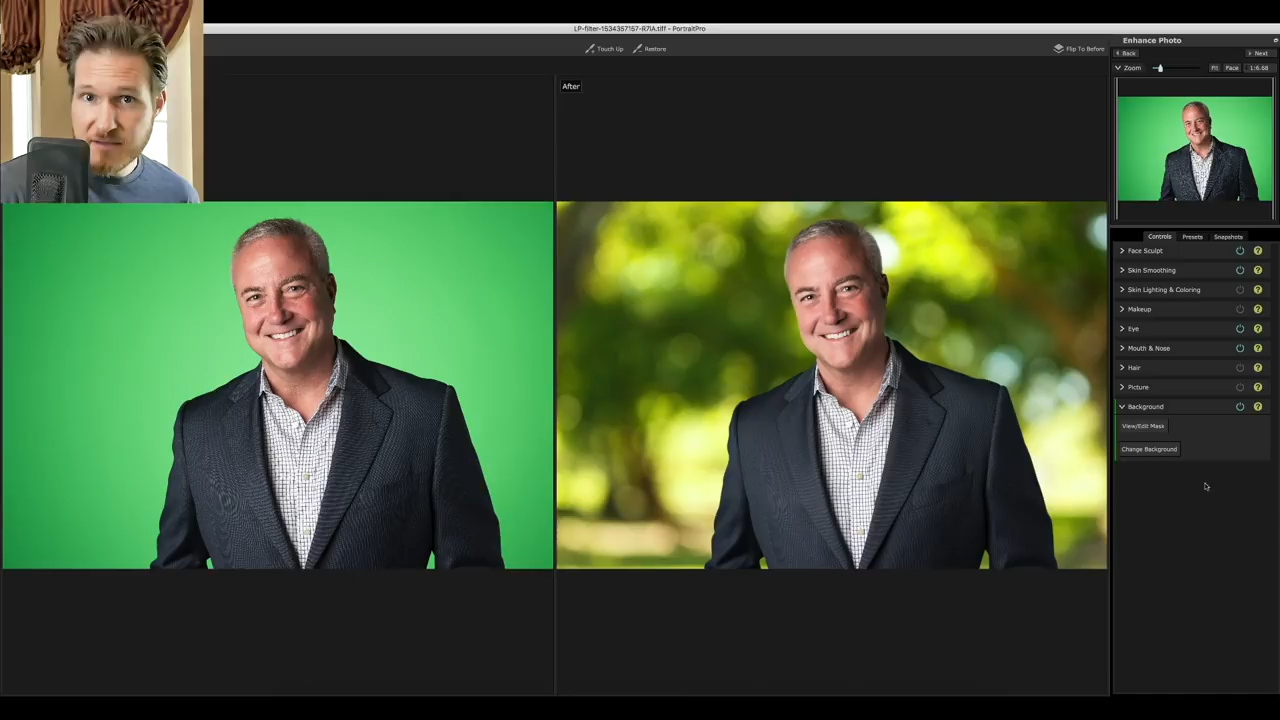 LP-filter-1534357157-R7IA.tiff - PortraitPro
Touch Up
Restore
Flip To Before
After
Enhance Photo
Back
Next
Zoom
Fit
Face
1:6.68
Controls
Presets
Snapshots
Face Sculpt
Skin Smoothing
Skin Lighting & Coloring
Makeup
Eye
Mouth & Nose
Hair
Picture
Background
View/Edit Mask
Change Background